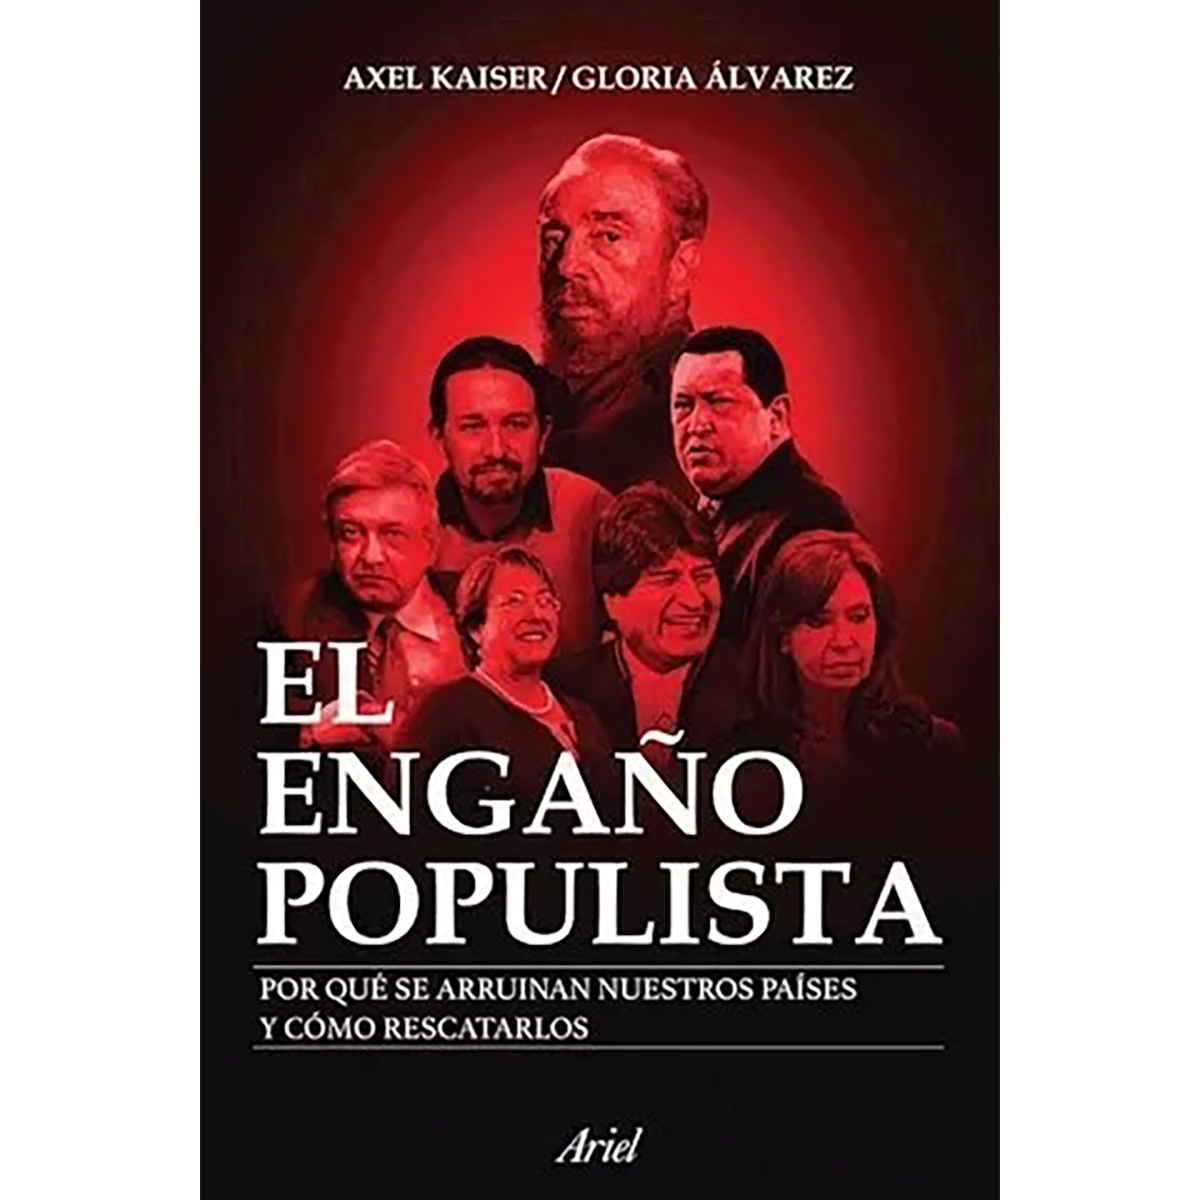 AXEL KAISER/GLORIA ÁLVAREZ
EL
ENGAÑO
POPULISTA
POR QUÉ SE ARRUINAN NUESTROS PAÍSES
Y CÓMO RESCATARLOS
Ariel